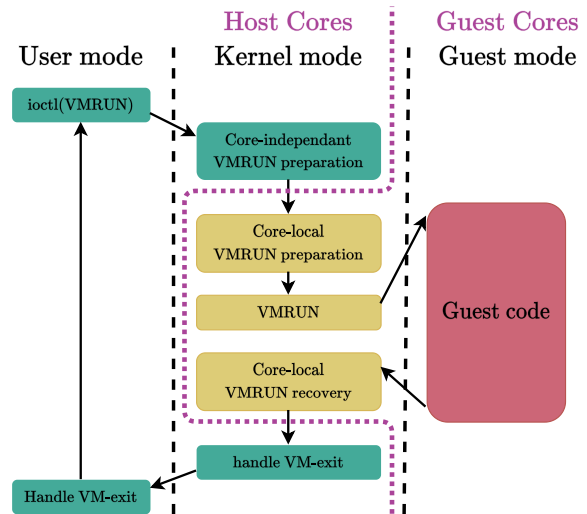 Host Cores
Guest Cores
User mode
Kernel mode
Guest mode
ioctl(VMRUN)
Core-independant
VMRUN preparation
Core-local
VMRUN preparation
VMRUN
Guest code
Core-local
VMRUN recovery
handle VM-exit
Handle VM-exit